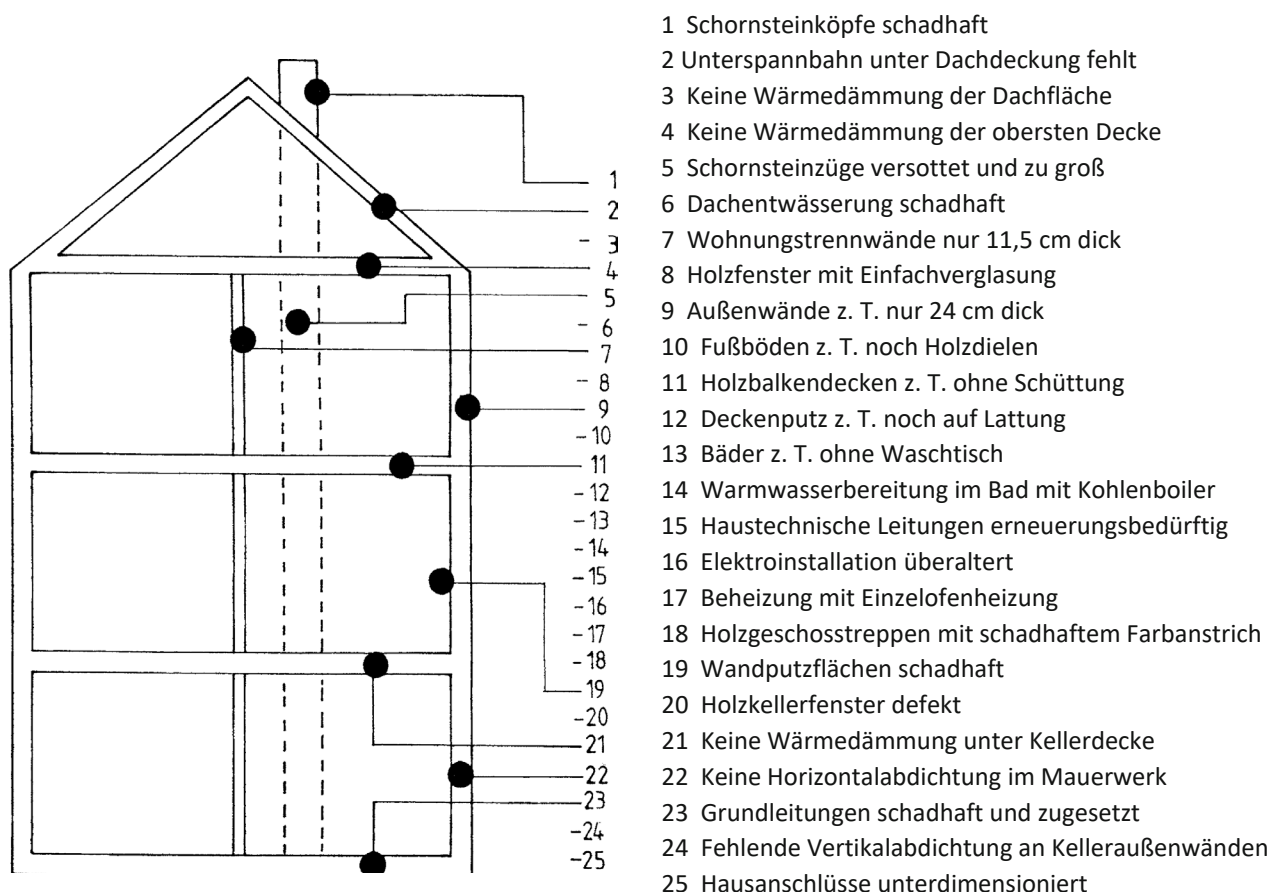 1 Schornsteinköpfe schadhaft
2 Unterspannbahn unter Dachdeckung fehlt
3 Keine Wärmedämmung der Dachfläche
4 Keine Wärmedämmung der obersten Decke
5 Schornsteinzüge versottet und zu groß
6 Dachentwässerung schadhaft
7 Wohnungstrennwände nur 11,5 cm dick
8 Holzfenster mit Einfachverglasung
9 Außenwände z. T. nur 24 cm dick
10 Fußböden z. T. noch Holzdielen
11 Holzbalkendecken z. T. ohne Schüttung
12 Deckenputz z. T. noch auf Lattung
13 Bäder z. T. ohne Waschtisch
14 Warmwasserbereitung im Bad mit Kohlenboiler
15 Haustechnische Leitungen erneuerungsbedürftig
16 Elektroinstallation überaltert
17 Beheizung mit Einzelofenheizung
18 Holzgeschosstreppen mit schadhaftem Farbanstrich
19 Wandputzflächen schadhaft
20 Holzkellerfenster defekt
21 Keine Wärmedämmung unter Kellerdecke
22 Keine Horizontalabdichtung im Mauerwerk
23 Grundleitungen schadhaft und zugesetzt
24 Fehlende Vertikalabdichtung an Kelleraußenwänden
25 Hausanschlüsse unterdimensioniert
1
2
3
4
5
6
7
8
9
10
11
12
13
14
15
16
17
18
19
20
21
22
23
24
25